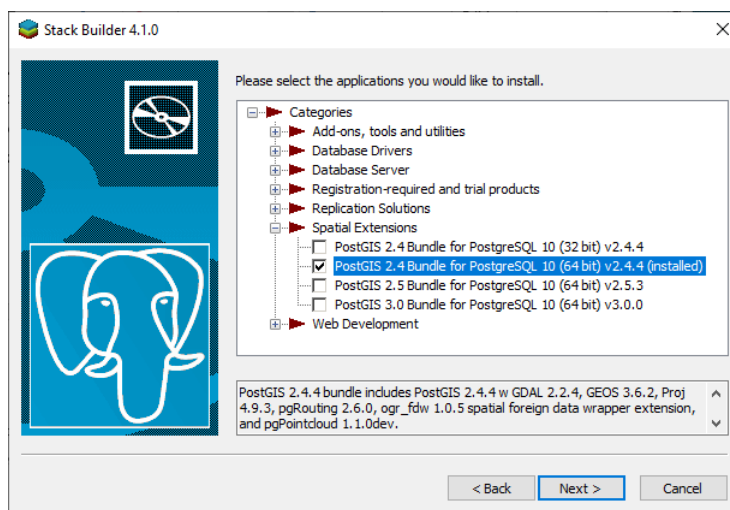 Stack Builder 4.1.0
Please select the applications you would like to install.
Categories
Add-ons, tools and utilities
Database Drivers
Database Server
Registration-required and trial products
Replication Solutions
Spatial Extensions
PostGIS 2.4 Bundle for PostgreSQL 10 (32 bit) v2.4.4
PostGIS 2.4 Bundle for PostgreSQL 10 (64 bit) v2.4.4 (installed)
PostGIS 2.5 Bundle for PostgreSQL 10 (64 bit) v2.5.3
PostGIS 3.0 Bundle for PostgreSQL 10 (64 bit) v3.0.0
Web Development
PostGIS 2.4.4 bundle includes PostGIS 2.4.4 w GDAL 2.2.4, GEOS 3.6.2, Proj
4.9.3, pgRouting 2.6.0, ogr_fdw 1.0.5 spatial foreign data wrapper extension,
and pgPointcloud 1.1.0dev.
< Back Next > Cancel